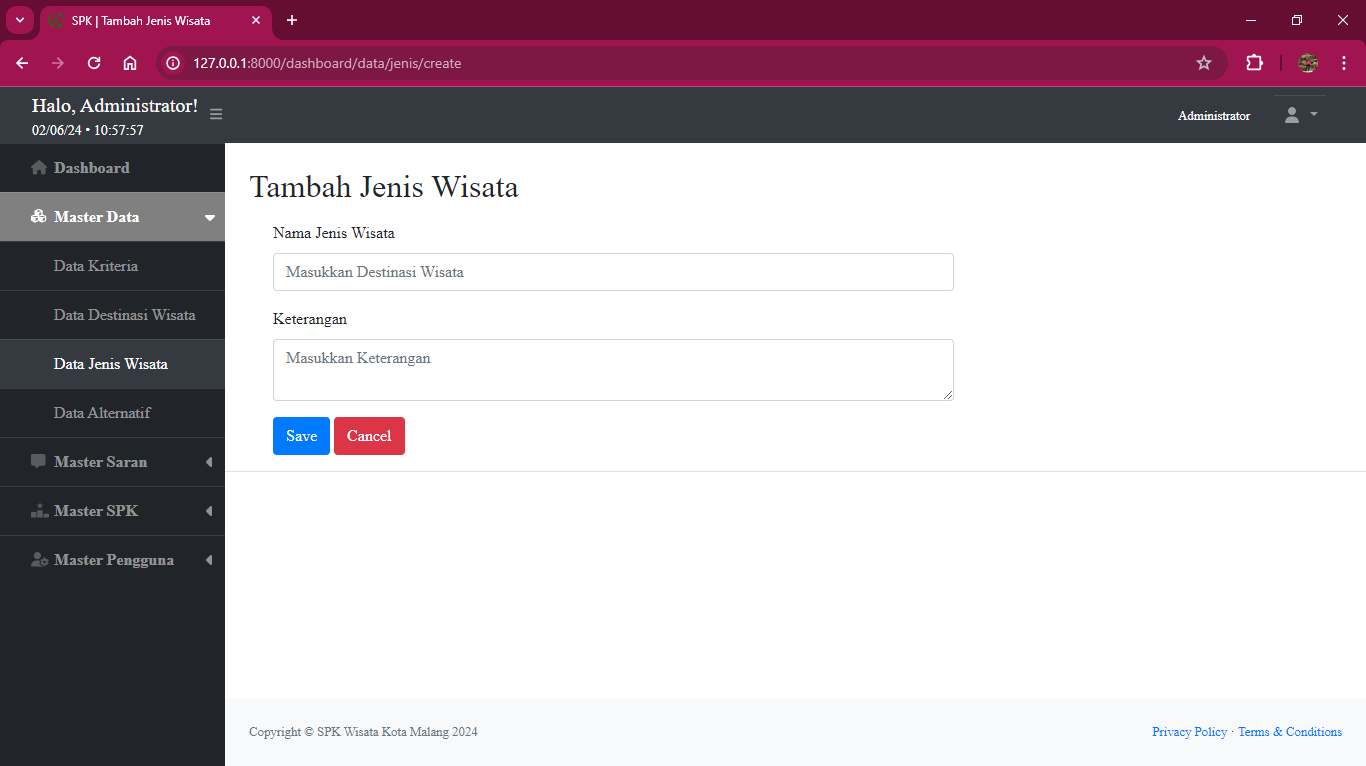 SPK | Tambah Jenis Wisata
127.0.0.1:8000/dashboard/data/jenis/create
Halo, Administrator!
02/06/24 • 10:57:57
Administrator
Dashboard
Master Data
Data Kriteria
Data Destinasi Wisata
Data Jenis Wisata
Data Alternatif
Master Saran
Master SPK
Master Pengguna
Tambah Jenis Wisata
Nama Jenis Wisata
Masukkan Destinasi Wisata
Keterangan
Masukkan Keterangan
Save Cancel
Copyright © SPK Wisata Kota Malang 2024
Privacy Policy · Terms & Conditions